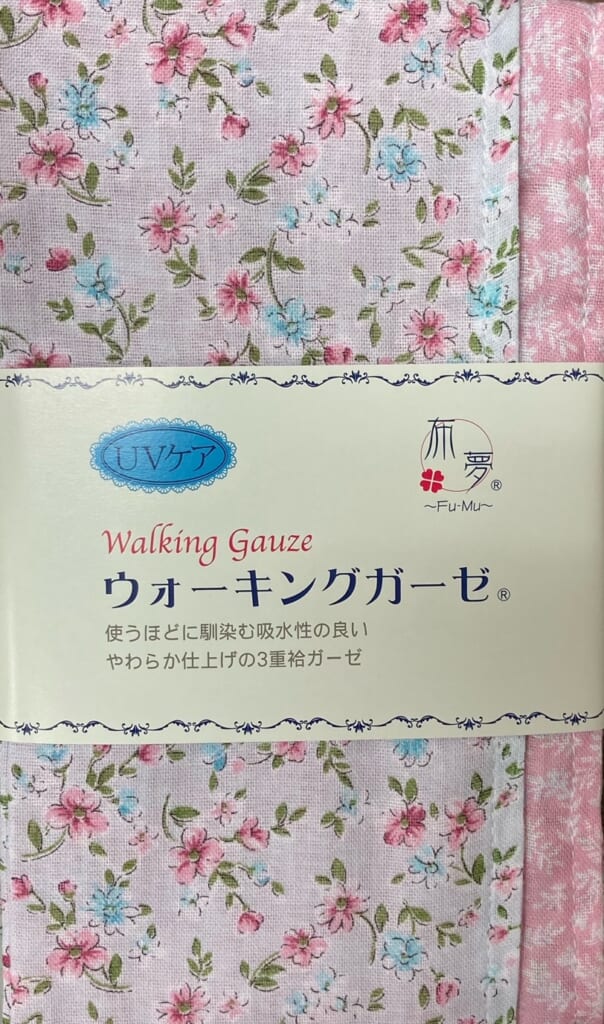 UVケア
布夢®
~Fu-Mu~
Walking Gauze
ウォーキングガーゼ®
使うほどに馴染む吸水性の良い
やわらか仕上げの3重袷ガーゼ